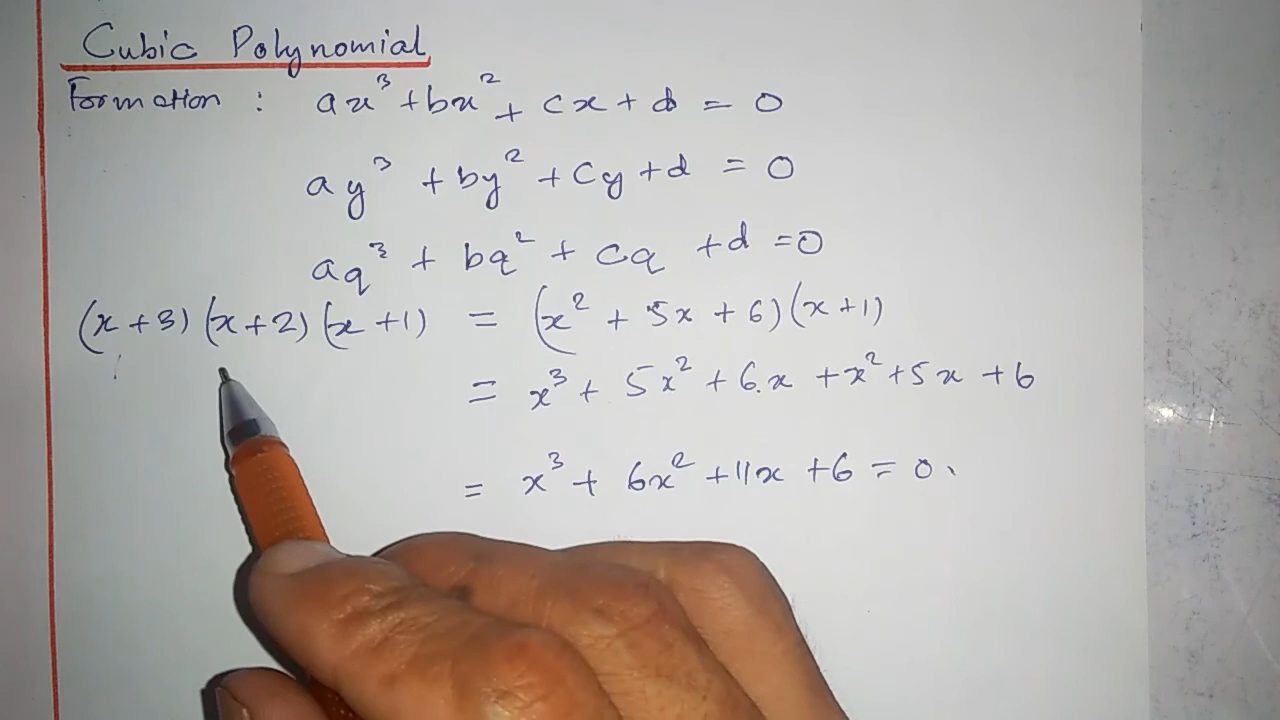 Cubic Polynomial
Formation : ax³ + bx² + cx + d = 0
ay³ + by² + cy + d = 0
aq³ + bq² + cq + d = 0
(x + 3) (x + 2) (x + 1) = (x² + 5x + 6) (x + 1)
= x³ + 5x² + 6.x + x² + 5x + 6
= x³ + 6x² + 11x + 6 = 0.